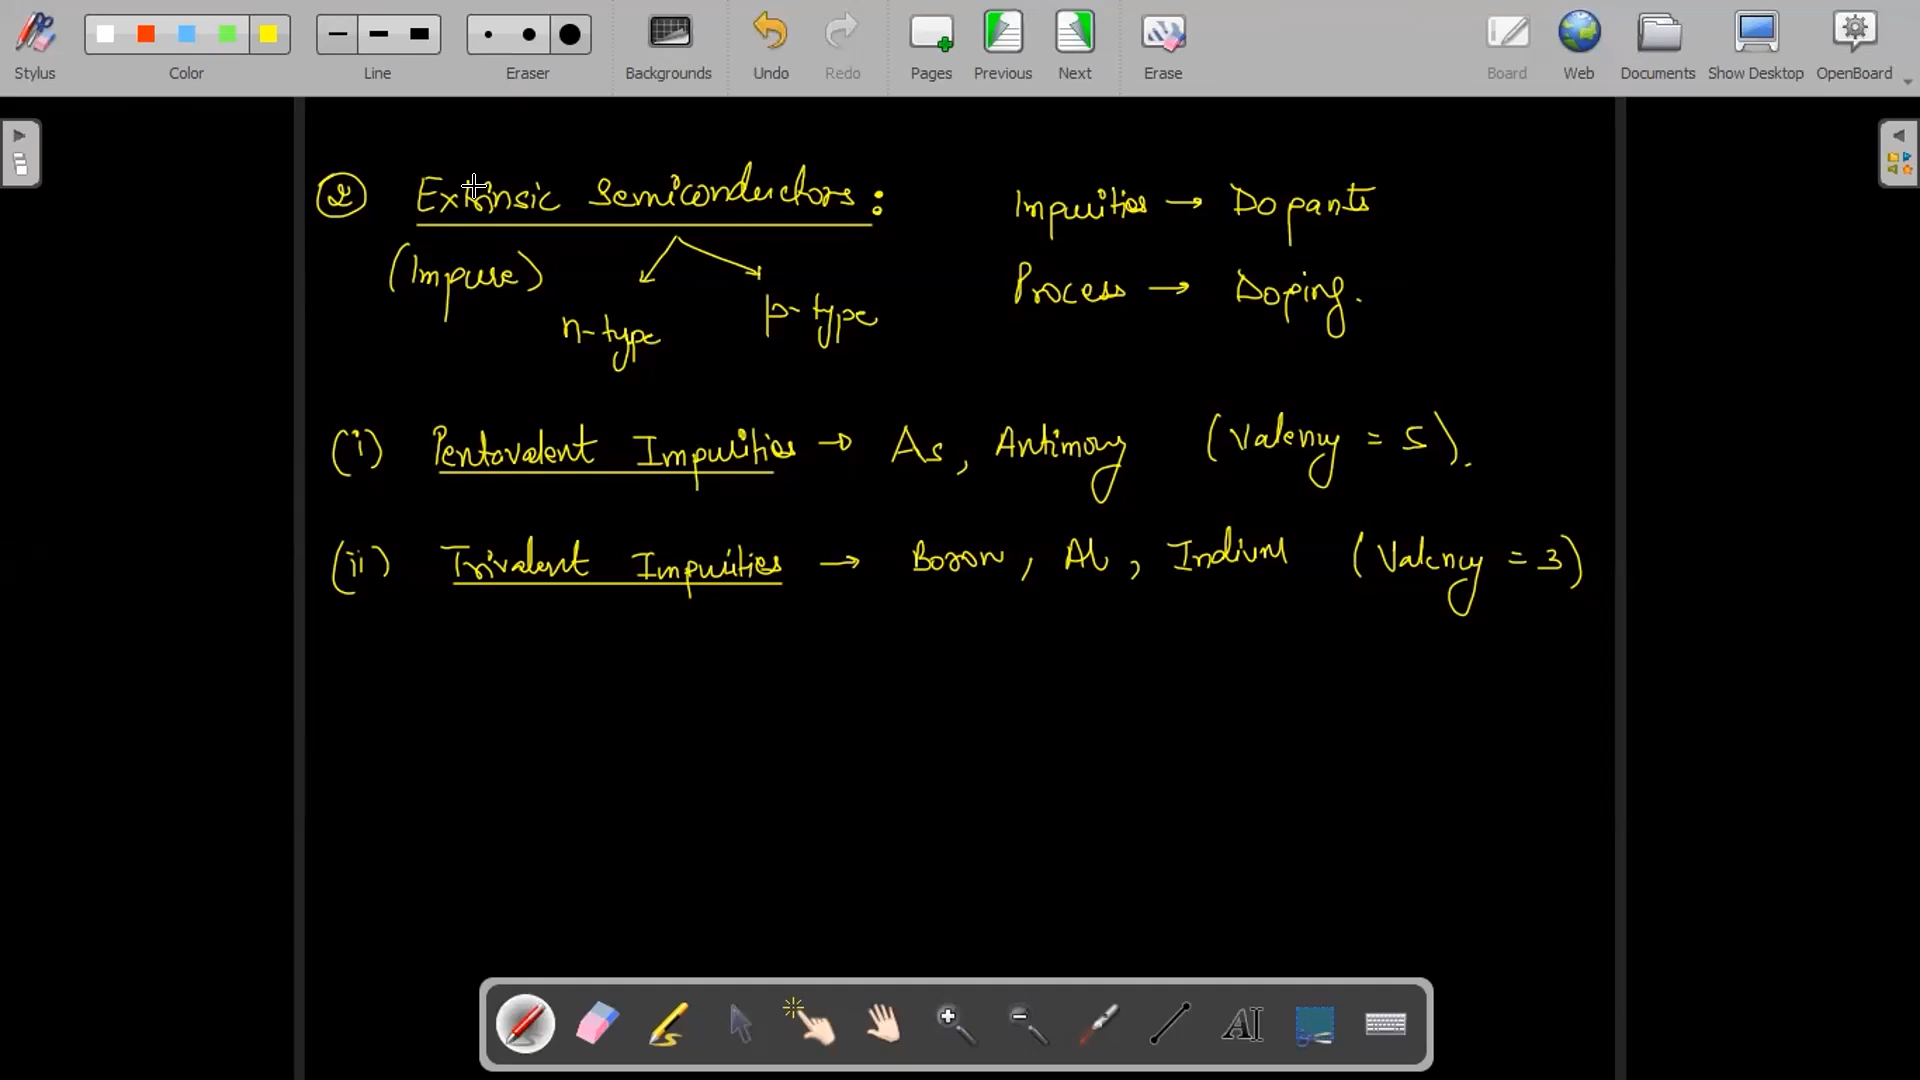 Stylus Color Line Eraser Backgrounds Undo Redo Pages Previous Next Erase Board Web Documents Show Desktop OpenBoard
2 Extrinsic Semiconductors :
Impurities → Dopants
(Impure)
n-type
p-type
Process → Doping.
(i) Pentavalent Impurities → As, Antimony (Valency = 5).
(ii) Trivalent Impurities → Boron, Al, Indium (Valency = 3)
AI